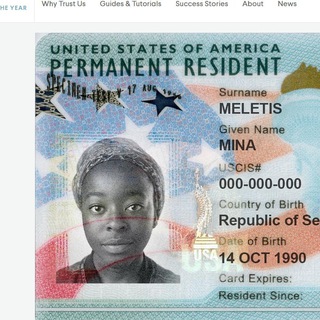 HE YEAR
Why Trust Us
Guides & Tutorials
Success Stories
About
News
UNITED STATES OF AMERICA
PERMANENT RESIDENT
Surname
MELETIS
Given Name
MINA
USCIS#
000-000-000
Country of Birth
Republic of Se
Date of Birth
14 OCT 1990
Card Expires:
Resident Since:
USA